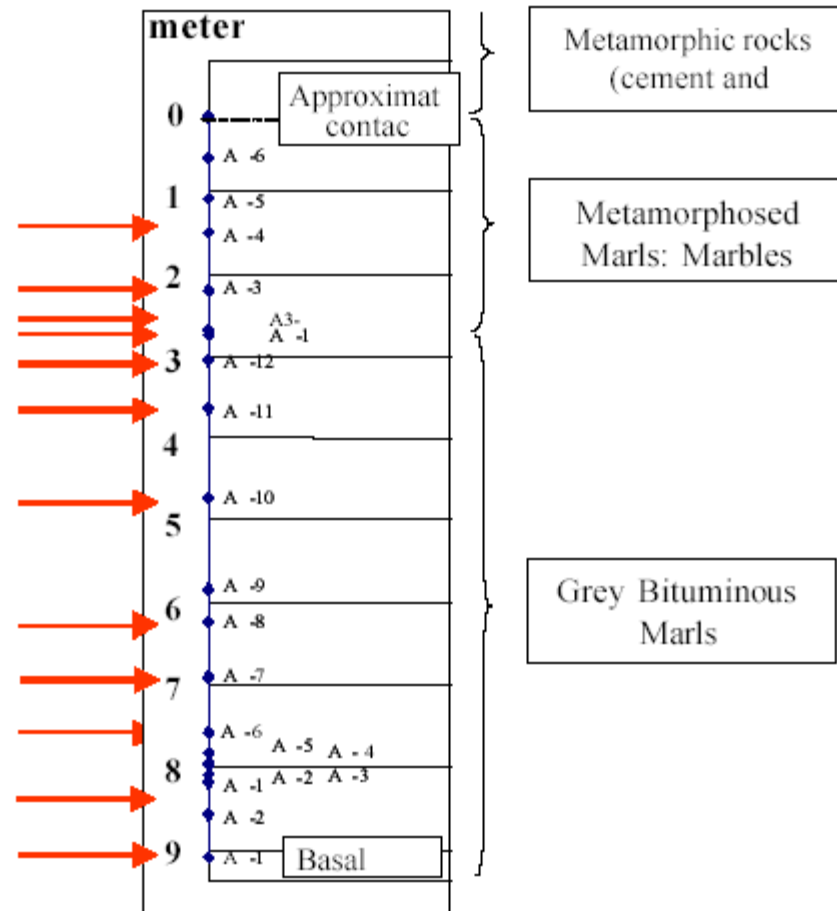 meter
Metamorphic rocks
(cement and
Approximat
contac
0
A -6
1
A -5
A -4
Metamorphosed
Marls: Marbles
2
A -3
A3-
A -1
3
A -12
A -11
4
A -10
5
A -9
Grey Bituminous
Marls
6
A -8
A -7
7
A -6
A -5
A - 4
8
A -1
A -2
A -3
A -2
9
A -1
Basal